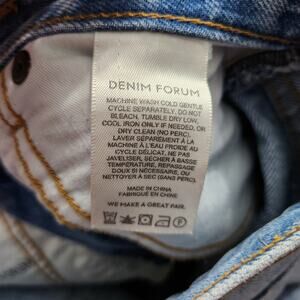 DENIM FORUM
MACHINE WASH COLD GENTLE
CYCLE SEPARATELY. DO NOT
BLEACH, TUMBLE DRY LOW,
COOL IRON ONLY IF NEEDED, OR
DRY CLEAN (NO PERC).
LAVER SÉPARÉMENT À LA
MACHINE À L'EAU FROIDE AU
CYCLE DÉLICAT, NE PAS
JAVELISER, SÉCHER À BASSE
TEMPÉRATURE, REPASSAGE
DOUX SI NÉCESSAIRE, OU
NETTOYER À SEC (SANS PERC).
MADE IN CHINA
FABRIQUÉ EN CHINE
WE MAKE A GREAT PAIR.